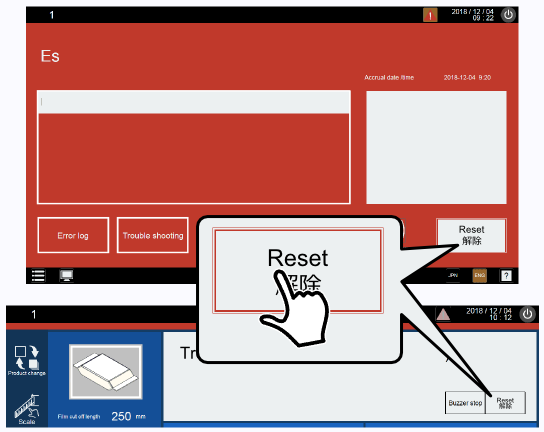 1
!
2018 / 12 / 04
09 : 22
Es
Accrual date /time
2018-12-04 9:20
Error log
Trouble shooting
Reset
解除
Reset
解除
JPN
ENG
?
1
2018 / 12 / 04
10 : 12
Product change
Tr
Film cut off length
250 mm
Buzzer stop
Reset
解除
Scale